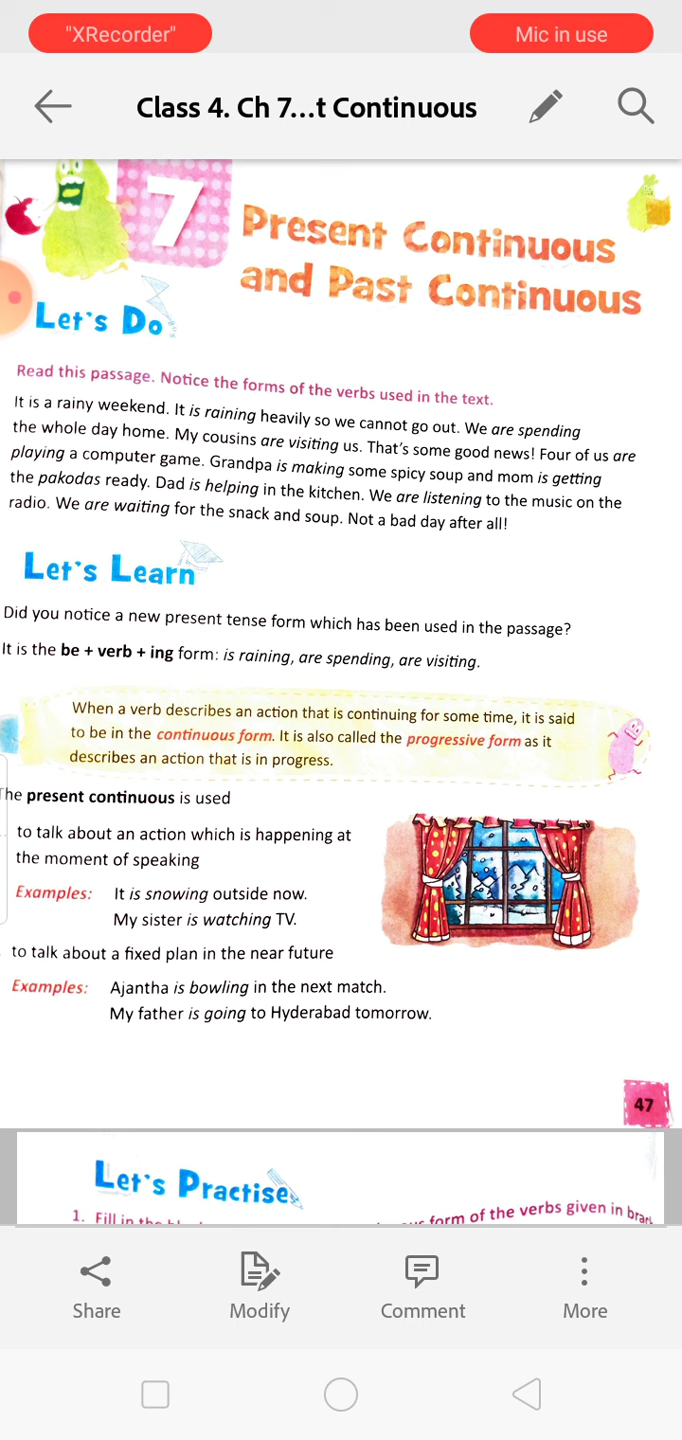 "XRecorder"
Mic in use
Class 4. Ch 7...t Continuous
7
Present Continuous
and Past Continuous
Let's Do
Read this passage. Notice the forms of the verbs used in the text.
It is a rainy weekend. It is raining heavily so we cannot go out. We are spending
the whole day home. My cousins are visiting us. That's some good news! Four of us are
playing a computer game. Grandpa is making some spicy soup and mom is getting
the pakodas ready. Dad is helping in the kitchen. We are listening to the music on the
radio. We are waiting for the snack and soup. Not a bad day after all!
Let's Learn
Did you notice a new present tense form which has been used in the passage?
It is the be + verb + ing form: is raining, are spending, are visiting.
When a verb describes an action that is continuing for some time, it is said
to be in the continuous form. It is also called the progressive form as it
describes an action that is in progress.
The present continuous is used
to talk about an action which is happening at
the moment of speaking
Examples: It is snowing outside now.
My sister is watching TV.
to talk about a fixed plan in the near future
Examples: Ajantha is bowling in the next match.
My father is going to Hyderabad tomorrow.
47
Let's Practise
1. Fill in the form of the verbs given in
Share
Modify
Comment
More